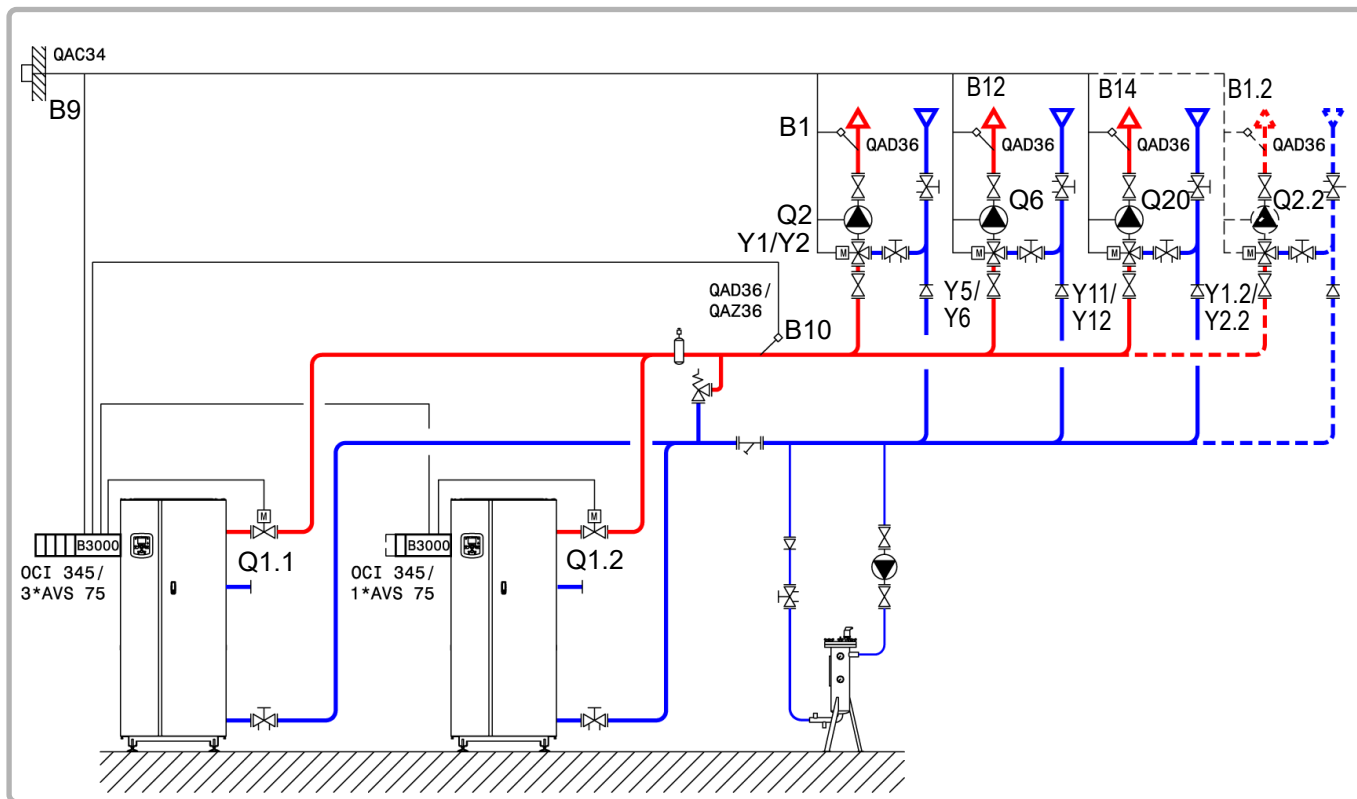 QAC34
B9
B1
QAD36
B12
QAD36
B14
QAD36
B1.2
QAD36
Q2
Q6
Q20
Q2.2
Y1/Y2
M
M
M
M
Y5/
Y6
Y11/
Y12
Y1.2/
Y2.2
QAD36/
QAZ36
B10
M
M
B3000
B3000
Q1.1
Q1.2
OCI 345/
3*AVS 75
OCI 345/
1*AVS 75